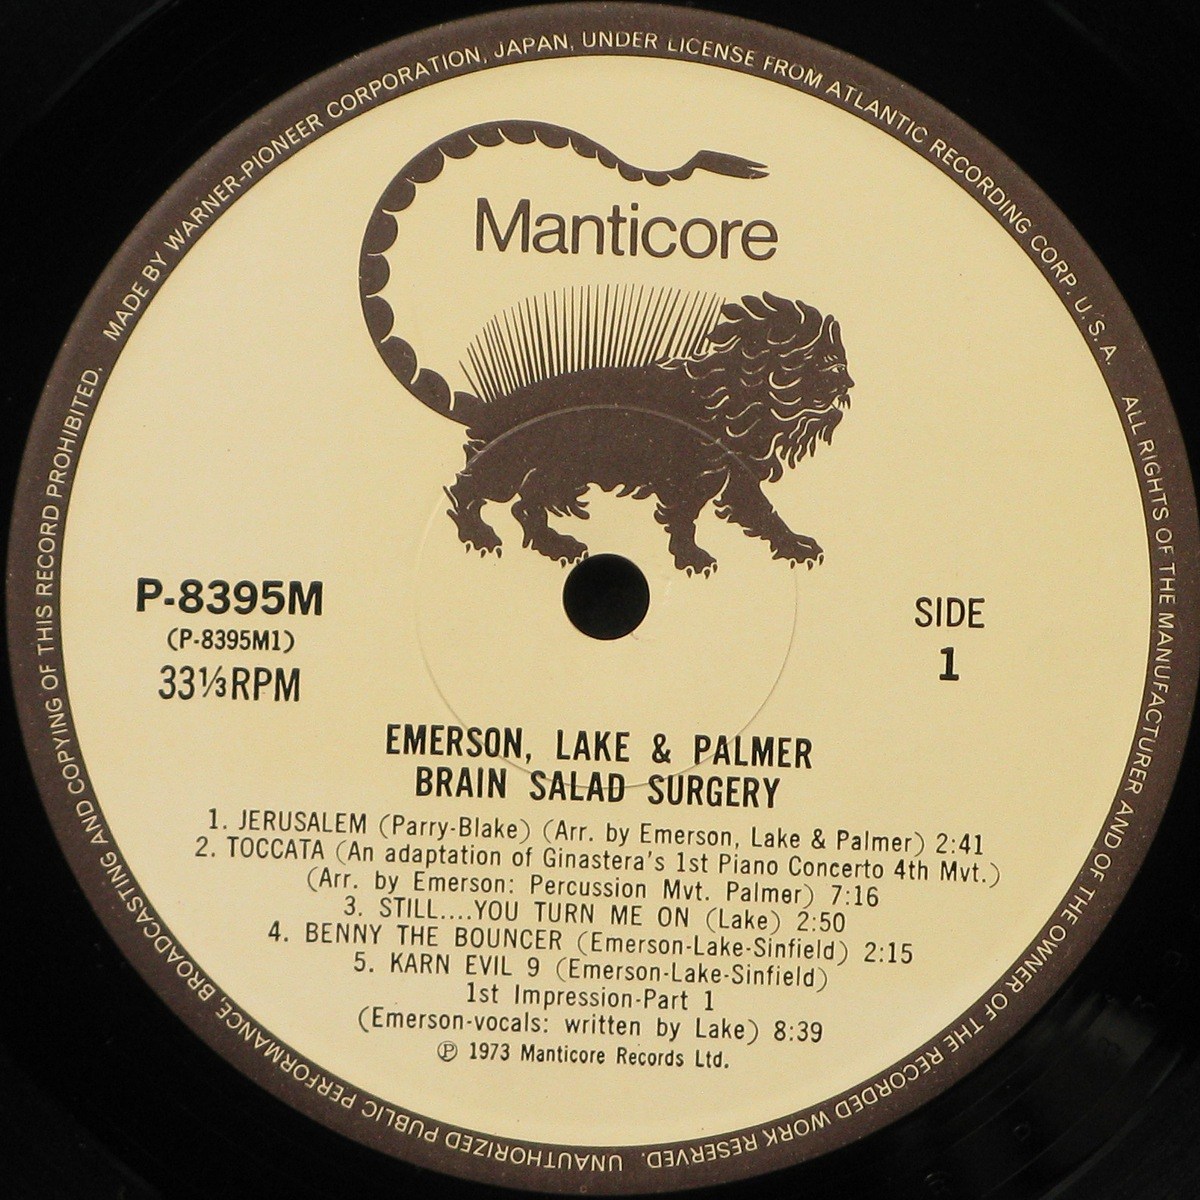 MADE BY WARNER-PIONEER CORPORATION, JAPAN, UNDER LICENSE FROM ATLANTIC RECORDING CORP. U.S.A.
ALL RIGHTS OF THE MANUFACTURER AND OF THE OWNER OF THE RECORDED WORK RESERVED.
UNAUTHORIZED PUBLIC PERFORMANCE, BROADCASTING AND COPYING OF THIS RECORD PROHIBITED.
Manticore
P-8395M
(P-8395M1)
33⅓RPM
SIDE
1
EMERSON, LAKE & PALMER
BRAIN SALAD SURGERY
1. JERUSALEM (Parry-Blake) (Arr. by Emerson, Lake & Palmer) 2:41
2. TOCCATA (An adaptation of Ginastera's 1st Piano Concerto 4th Mvt.)
(Arr. by Emerson: Percussion Mvt. Palmer) 7:16
3. STILL....YOU TURN ME ON (Lake) 2:50
4. BENNY THE BOUNCER (Emerson-Lake-Sinfield) 2:15
5. KARN EVIL 9 (Emerson-Lake-Sinfield)
1st Impression-Part 1
(Emerson-vocals: written by Lake) 8:39
℗ 1973 Manticore Records Ltd.